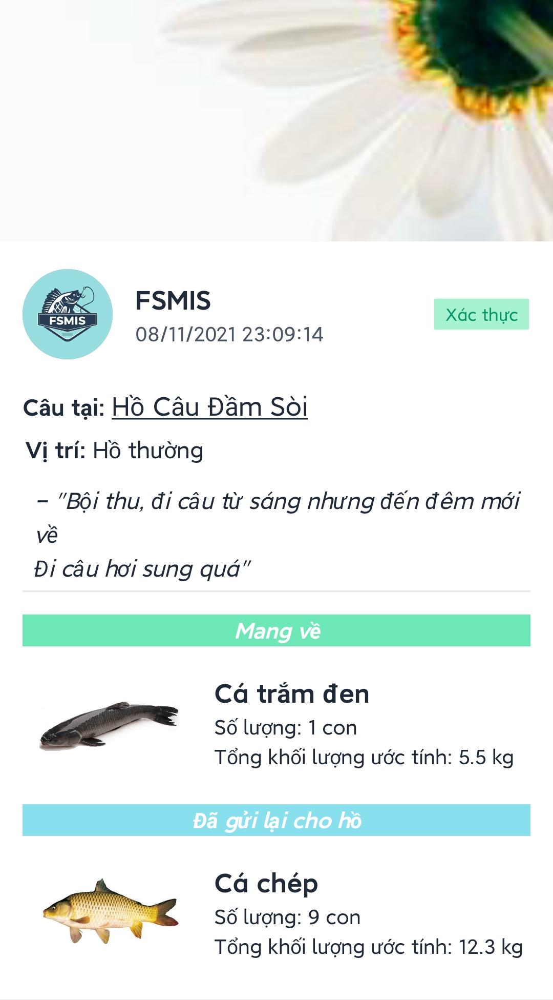 FSMIS
FSMIS
08/11/2021 23:09:14
Xác thực
Câu tại: Hồ Câu Đầm Sòi
Vị trí: Hồ thường
– "Bội thu, đi câu từ sáng nhưng đến đêm mới
về
Đi câu hơi sung quá"
Mang về
Cá trắm đen
Số lượng: 1 con
Tổng khối lượng ước tính: 5.5 kg
Đã gửi lại cho hồ
Cá chép
Số lượng: 9 con
Tổng khối lượng ước tính: 12.3 kg